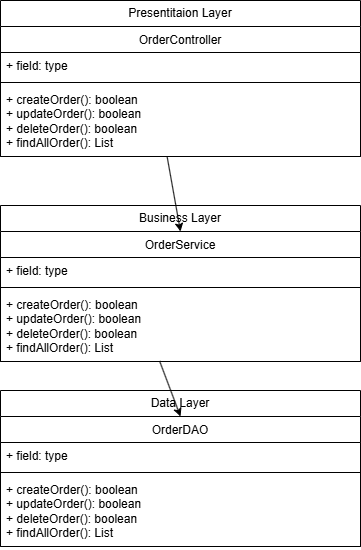 Presentitaion Layer
OrderController
+ field: type
+ createOrder(): boolean
+ updateOrder(): boolean
+ deleteOrder(): boolean
+ findAllOrder(): List
Business Layer
OrderService
+ field: type
+ createOrder(): boolean
+ updateOrder(): boolean
+ deleteOrder(): boolean
+ findAllOrder(): List
Data Layer
OrderDAO
+ field: type
+ createOrder(): boolean
+ updateOrder(): boolean
+ deleteOrder(): boolean
+ findAllOrder(): List